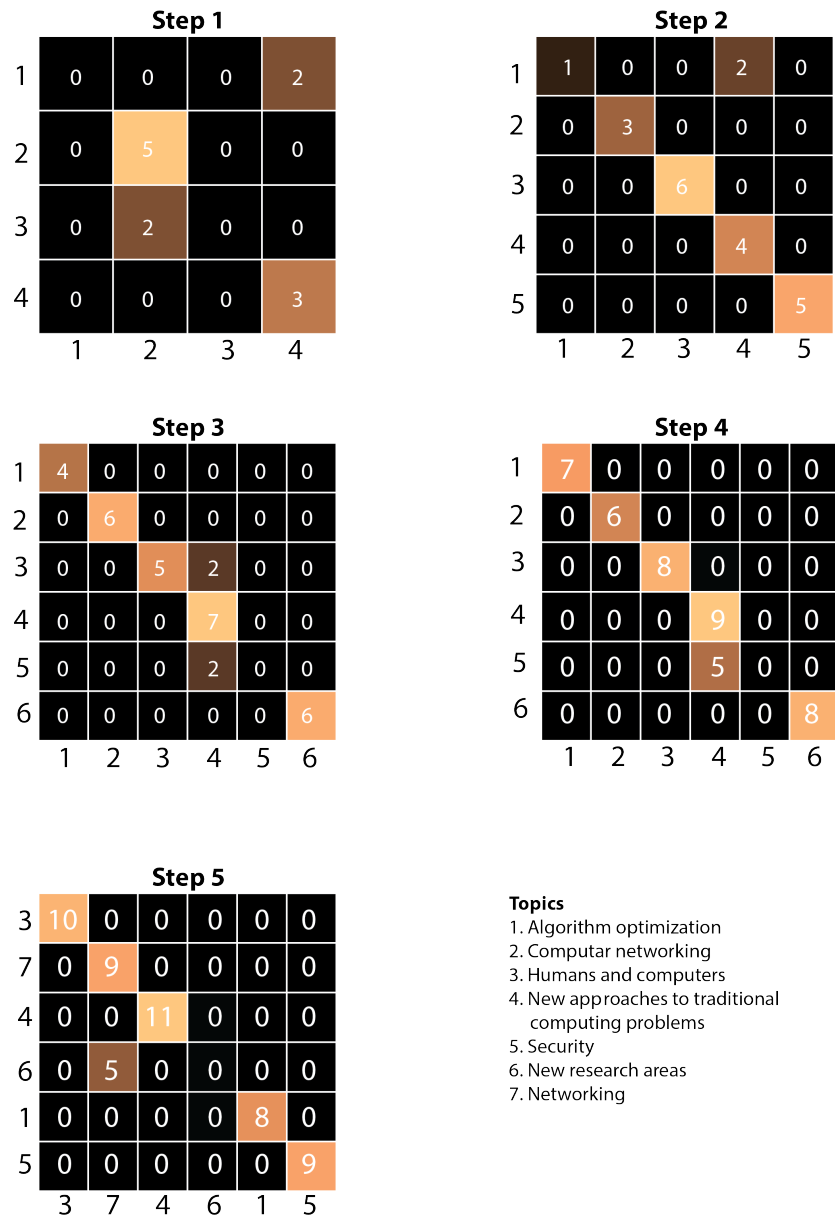 Step 1
1 0 0 0 2
2 0 5 0 0
3 0 2 0 0
4 0 0 0 3
1 2 3 4
Step 2
1 1 0 0 2 0
2 0 3 0 0 0
3 0 0 6 0 0
4 0 0 0 4 0
5 0 0 0 0 5
1 2 3 4 5
Step 3
1 4 0 0 0 0 0
2 0 6 0 0 0 0
3 0 0 5 2 0 0
4 0 0 0 7 0 0
5 0 0 0 2 0 0
6 0 0 0 0 0 6
1 2 3 4 5 6
Step 4
1 7 0 0 0 0 0
2 0 6 0 0 0 0
3 0 0 8 0 0 0
4 0 0 0 9 0 0
5 0 0 0 5 0 0
6 0 0 0 0 0 8
1 2 3 4 5 6
Step 5
3 10 0 0 0 0 0
7 0 9 0 0 0 0
4 0 0 11 0 0 0
6 0 5 0 0 0 0
1 0 0 0 0 8 0
5 0 0 0 0 0 9
3 7 4 6 1 5
Topics
1. Algorithm optimization
2. Computar networking
3. Humans and computers
4. New approaches to traditional
computing problems
5. Security
6. New research areas
7. Networking